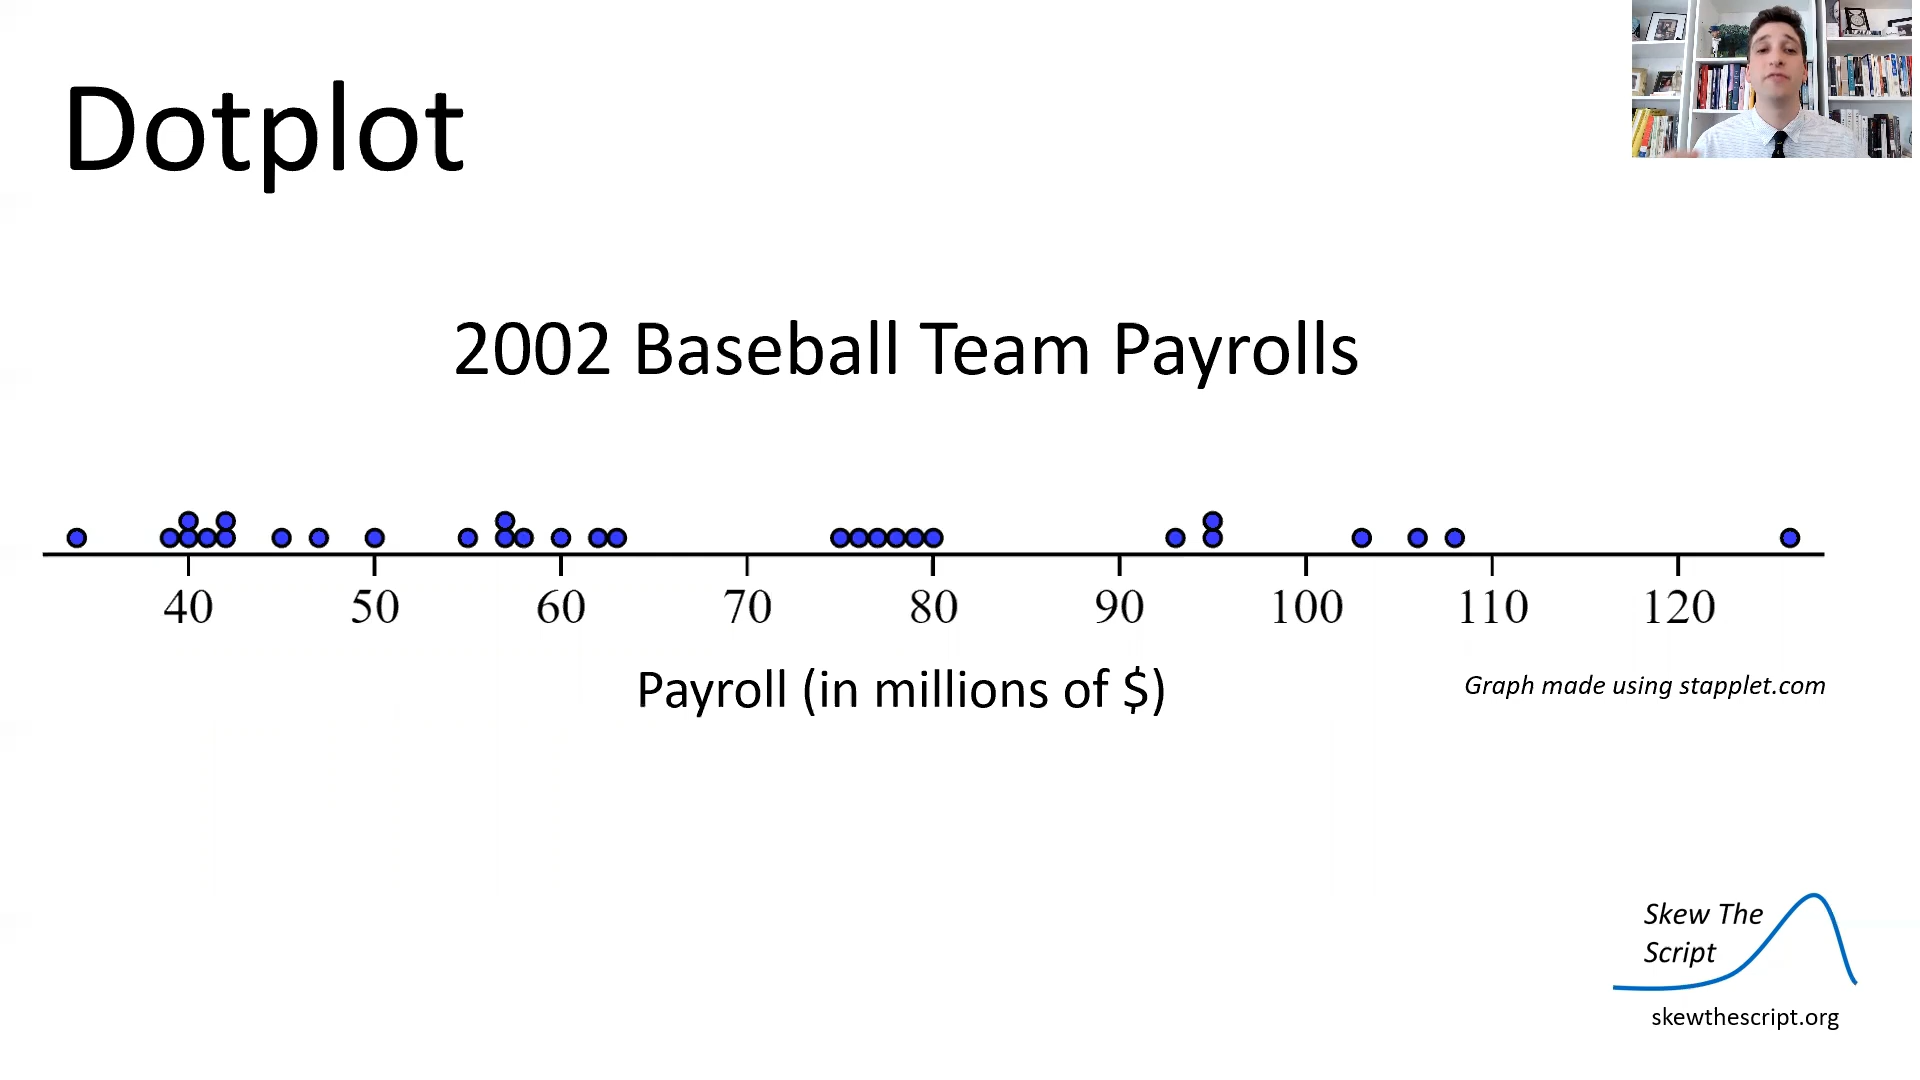 Dotplot
2002 Baseball Team Payrolls
40 50 60 70 80 90 100 110 120
Payroll (in millions of $)
Graph made using stapplet.com
Skew The
Script
skewthescript.org